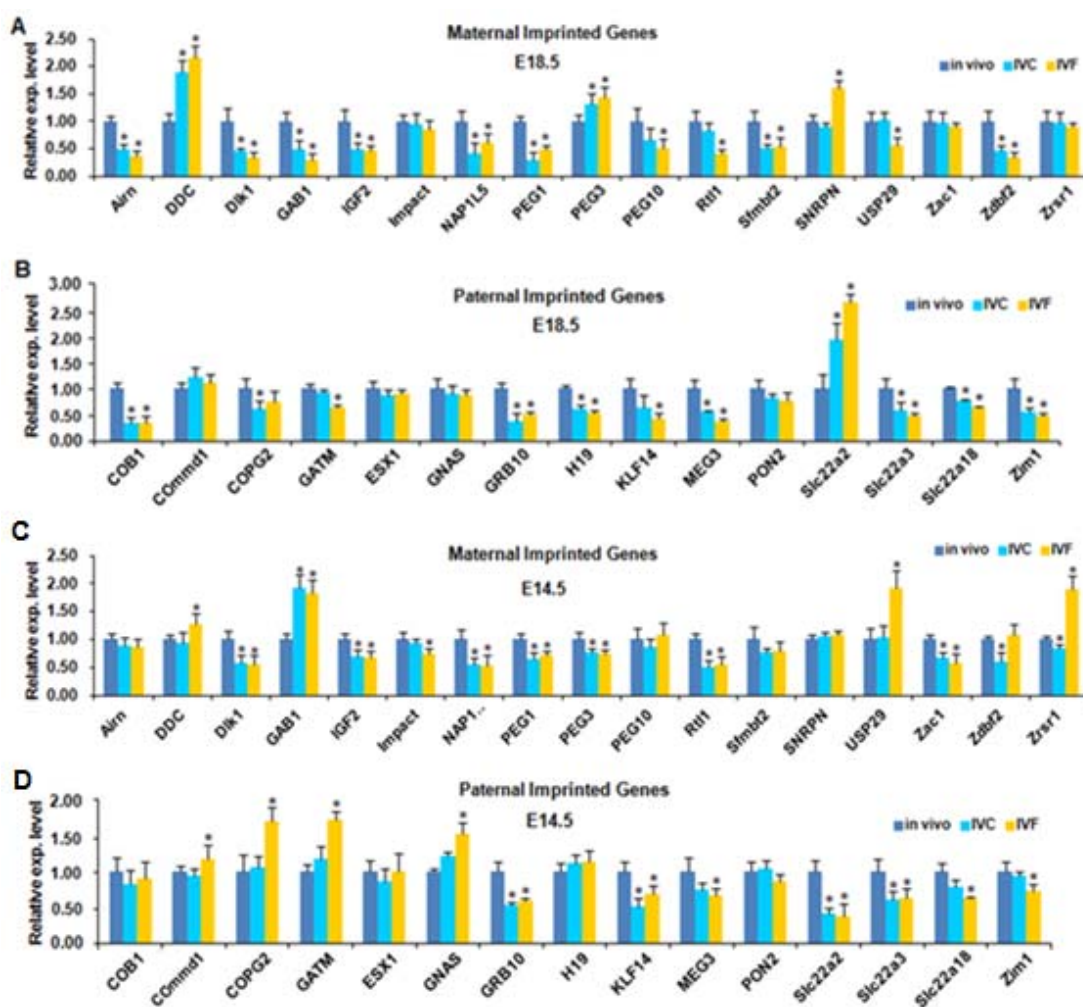 A
Maternal Imprinted Genes
E18.5
in vivo IVC IVF
Relative exp. level
2.50
2.00
1.50
1.00
0.50
0.00
Airn DDC Dlk1 GAB1 IGF2 Impact NAP1L5 PEG1 PEG3 PEG10 Rtl1 Sfmbt2 SNRPN USP29 Zac1 Zdbf2 Zrsr1
* * * * * * * * * * * * * * * * * * * * * * * *
B
Paternal Imprinted Genes
E18.5
in vivo IVC IVF
Relative exp. level
3.00
2.50
2.00
1.50
1.00
0.50
0.00
COB1 COmmd1 COPG2 GATM ESX1 GNAS GRB10 H19 KLF14 MEG3 PON2 Slc22a2 Slc22a3 Slc22a18 Zim1
* * * * * * * * * * * * * * * * * * *
C
Maternal Imprinted Genes
E14.5
in vivo IVC IVF
Relative exp. level
2.50
2.00
1.50
1.00
0.50
0.00
Airn DDC Dlk1 GAB1 IGF2 Impact NAP1... PEG1 PEG3 PEG10 Rtl1 Sfmbt2 SNRPN USP29 Zac1 Zdbf2 Zrsr1
* * * * * * * * * * * * * * * * * * * * * * * *
D
Paternal Imprinted Genes
E14.5
in vivo IVC IVF
Relative exp. level
2.00
1.50
1.00
0.50
0.00
COB1 COmmd1 COPG2 GATM ESX1 GNAS GRB10 H19 KLF14 MEG3 PON2 Slc22a2 Slc22a3 Slc22a18 Zim1
* * * * * * * * * * * * * * *